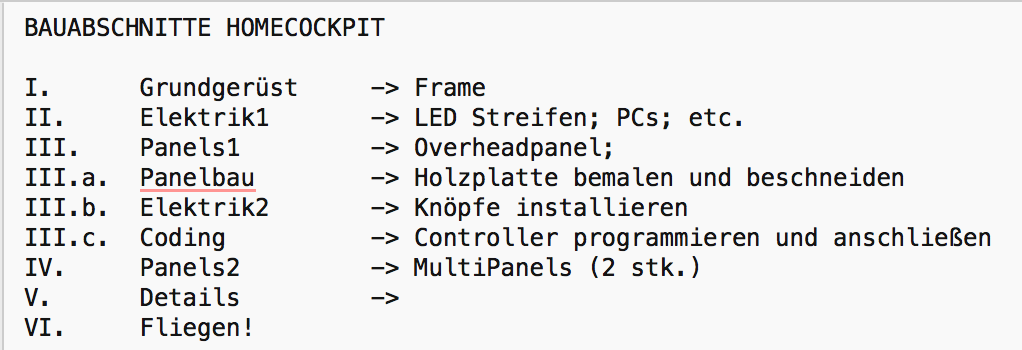 BAUABSCHNITTE HOMECOCKPIT
I. Grundgerüst -> Frame
II. Elektrik1 -> LED Streifen; PCs; etc.
III. Panels1 -> Overheadpanel;
III.a. Panelbau -> Holzplatte bemalen und beschneiden
III.b. Elektrik2 -> Knöpfe installieren
III.c. Coding -> Controller programmieren und anschließen
IV. Panels2 -> MultiPanels (2 stk.)
V. Details ->
VI. Fliegen!